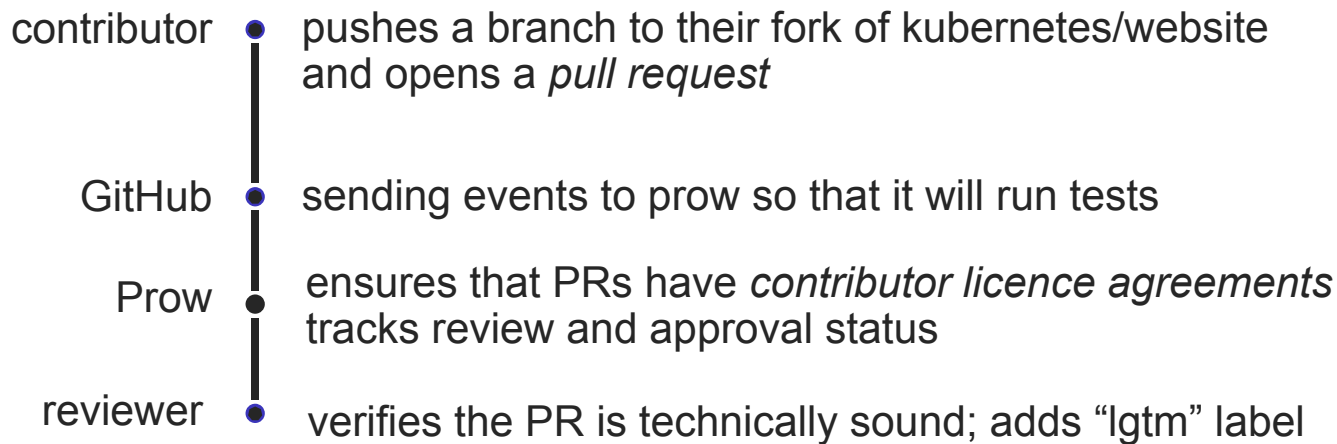 contributor pushes a branch to their fork of kubernetes/website
and opens a pull request
GitHub sending events to prow so that it will run tests
Prow ensures that PRs have contributor licence agreements
tracks review and approval status
reviewer verifies the PR is technically sound; adds “lgtm” label